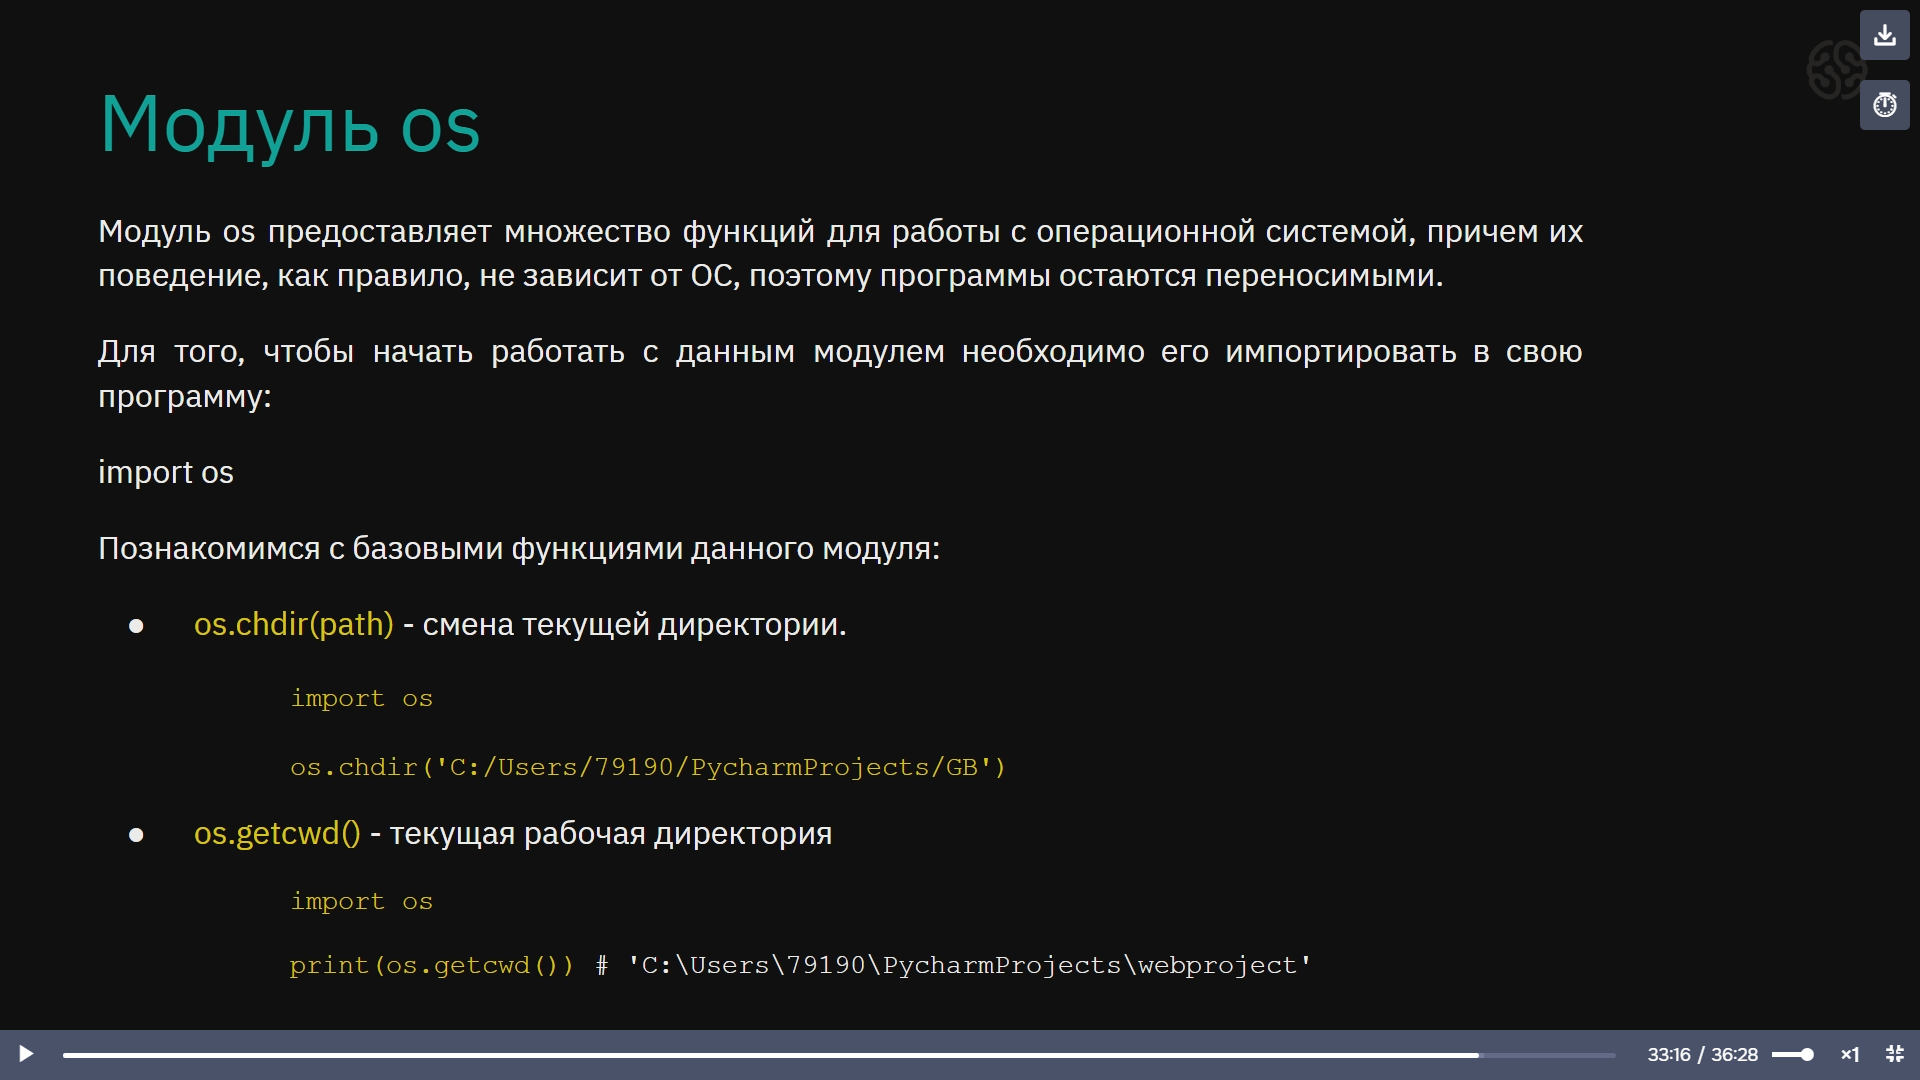 Модуль os
Модуль os предоставляет множество функций для работы с операционной системой, причем их
поведение, как правило, не зависит от ОС, поэтому программы остаются переносимыми.
Для того, чтобы начать работать с данным модулем необходимо его импортировать в свою
программу:
import os
Познакомимся с базовыми функциями данного модуля:
● os.chdir(path) - смена текущей директории.
import os
os.chdir('C:/Users/79190/PycharmProjects/GB')
● os.getcwd() - текущая рабочая директория
import os
print(os.getcwd()) # 'C:\Users\79190\PycharmProjects\webproject'
33:16 / 36:28 ×1